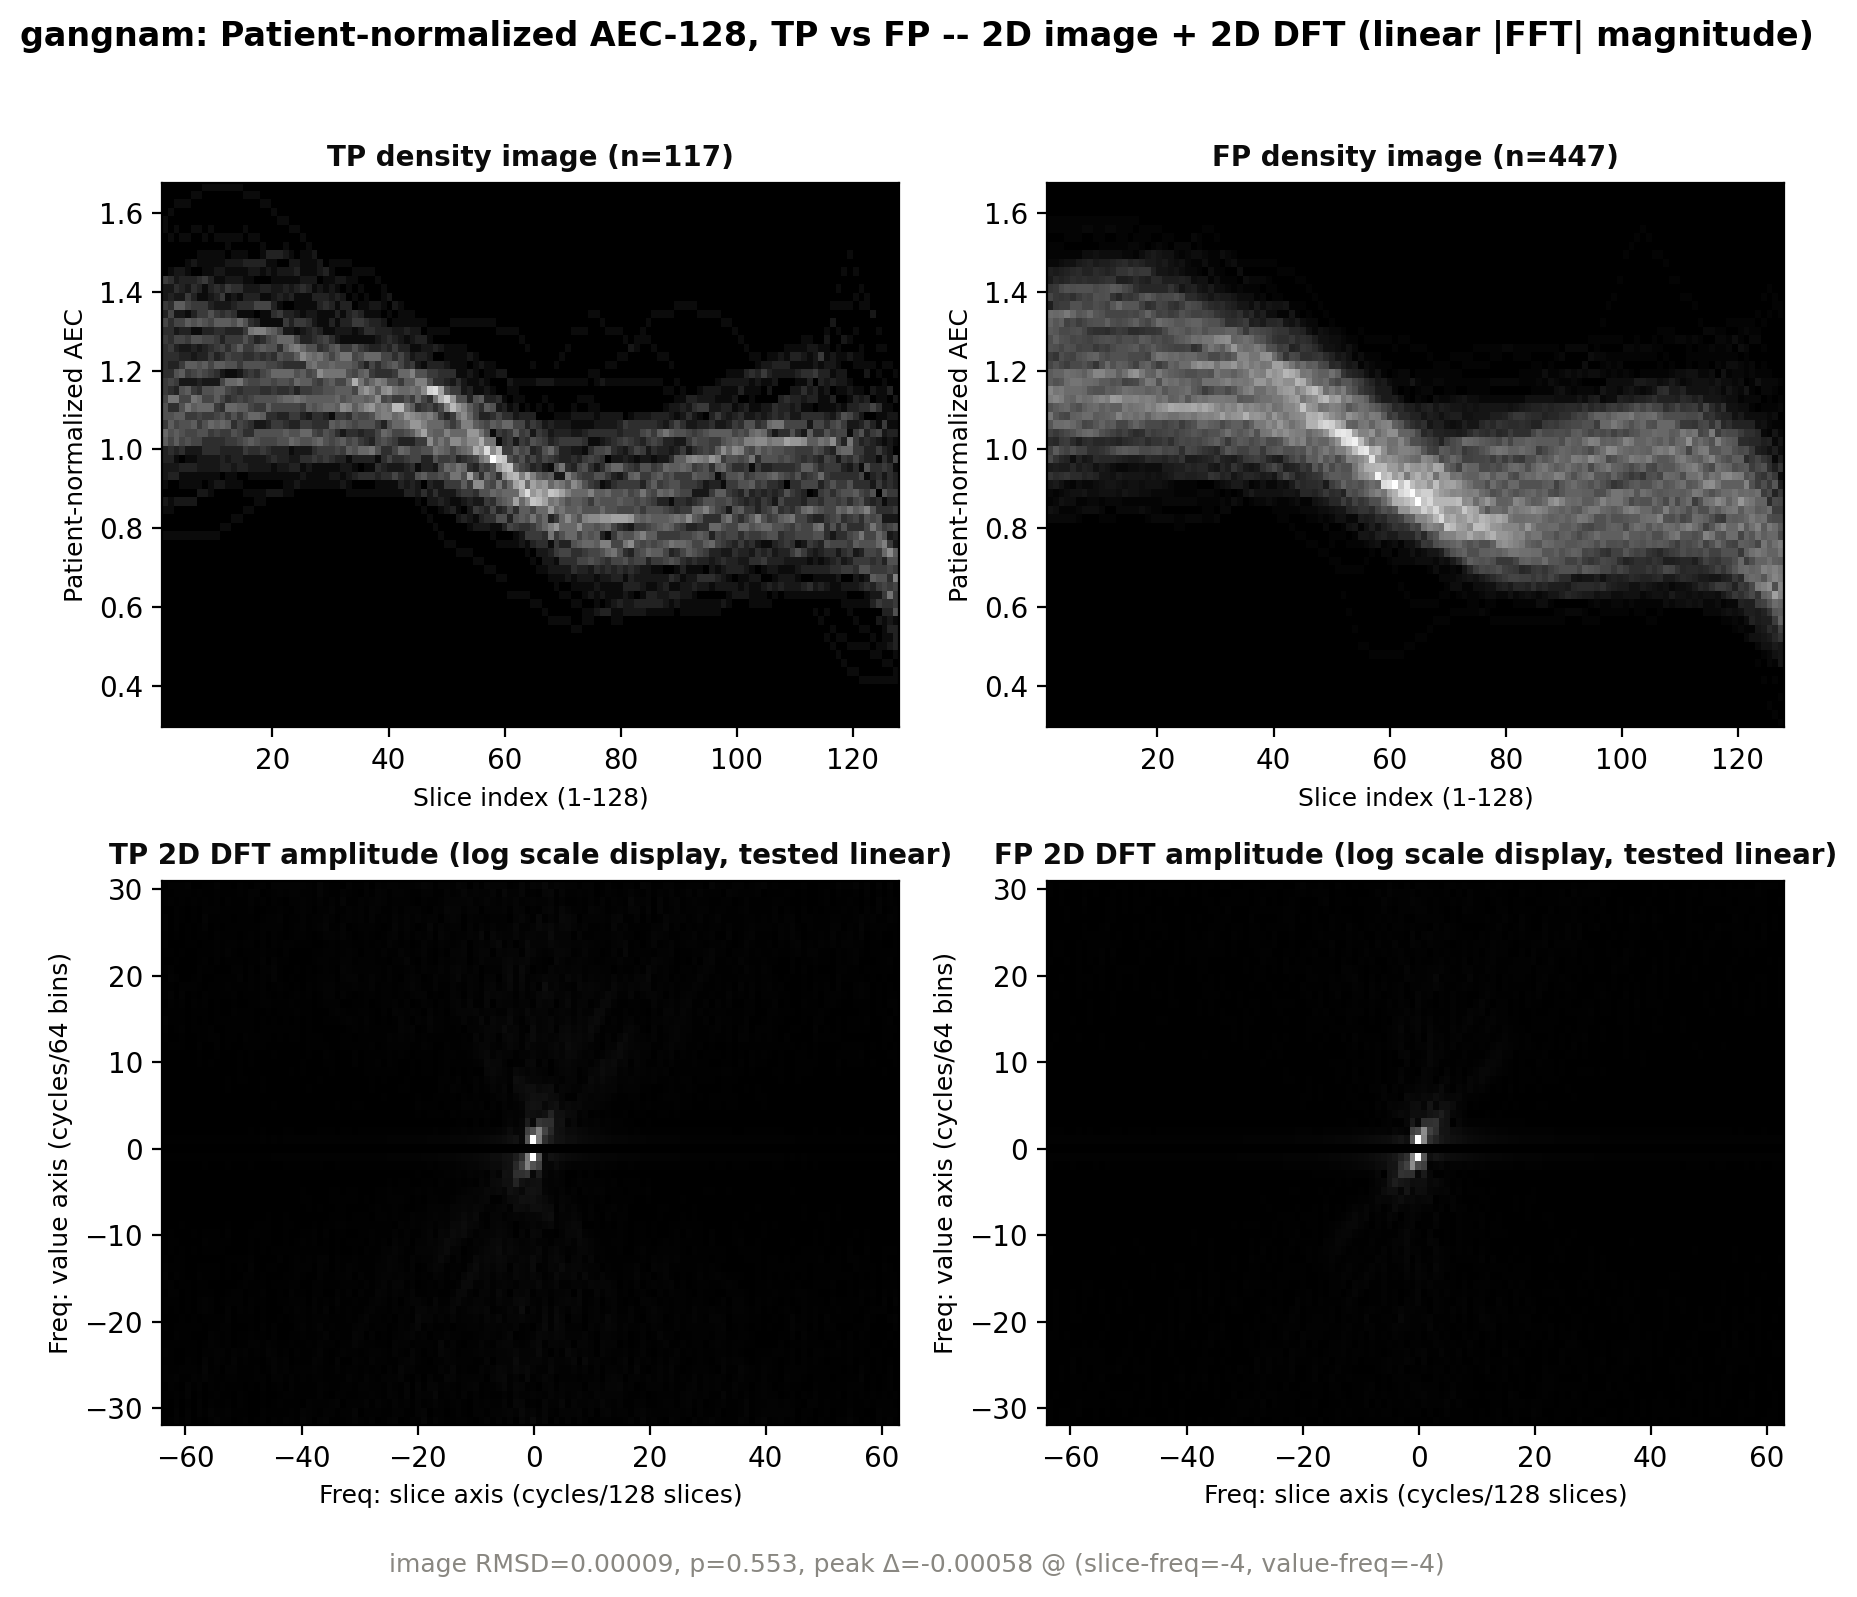 gangnam: Patient-normalized AEC-128, TP vs FP -- 2D image + 2D DFT (linear |FFT| magnitude)
TP density image (n=117)
1.6
1.4
1.2
1.0
0.8
0.6
0.4
Patient-normalized AEC
20 40 60 80 100 120
Slice index (1-128)
FP density image (n=447)
1.6
1.4
1.2
1.0
0.8
0.6
0.4
Patient-normalized AEC
20 40 60 80 100 120
Slice index (1-128)
TP 2D DFT amplitude (log scale display, tested linear)
30
20
10
0
−10
−20
−30
Freq: value axis (cycles/64 bins)
−60 −40 −20 0 20 40 60
Freq: slice axis (cycles/128 slices)
FP 2D DFT amplitude (log scale display, tested linear)
30
20
10
0
−10
−20
−30
Freq: value axis (cycles/64 bins)
−60 −40 −20 0 20 40 60
Freq: slice axis (cycles/128 slices)
image RMSD=0.00009, p=0.553, peak Δ=-0.00058 @ (slice-freq=-4, value-freq=-4)